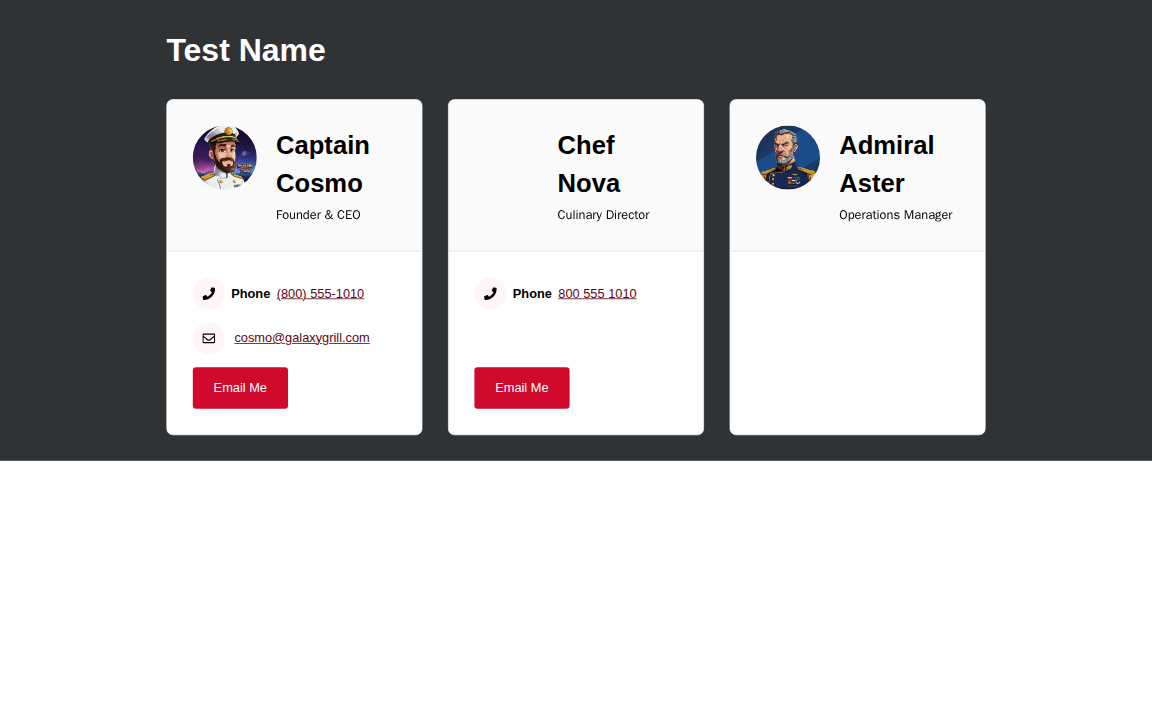 Test Name
Captain
Cosmo
Founder & CEO
Phone (800) 555-1010
cosmo@galaxygrill.com
Email Me
Chef
Nova
Culinary Director
Phone 800 555 1010
Email Me
Admiral
Aster
Operations Manager